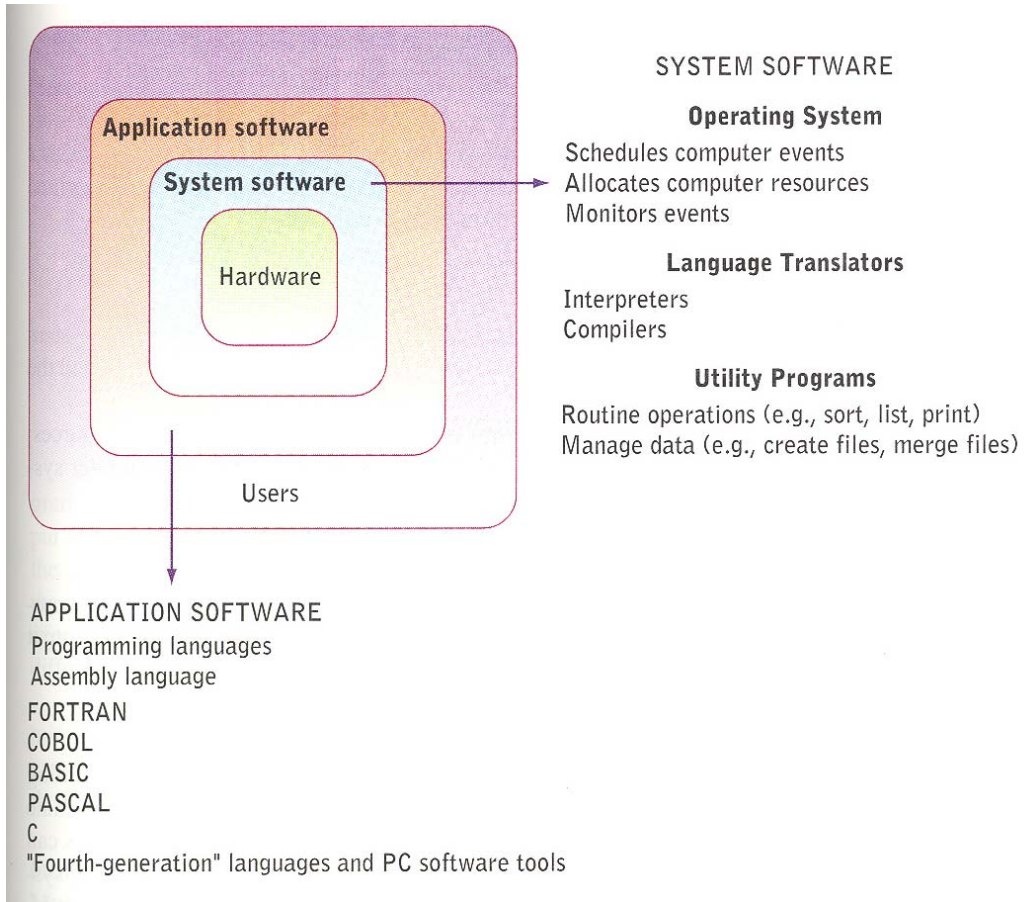 Application software
System software
Hardware
Users
SYSTEM SOFTWARE
Operating System
Schedules computer events
Allocates computer resources
Monitors events
Language Translators
Interpreters
Compilers
Utility Programs
Routine operations (e.g., sort, list, print)
Manage data (e.g., create files, merge files)
APPLICATION SOFTWARE
Programming languages
Assembly language
FORTRAN
COBOL
BASIC
PASCAL
C
"Fourth-generation" languages and PC software tools